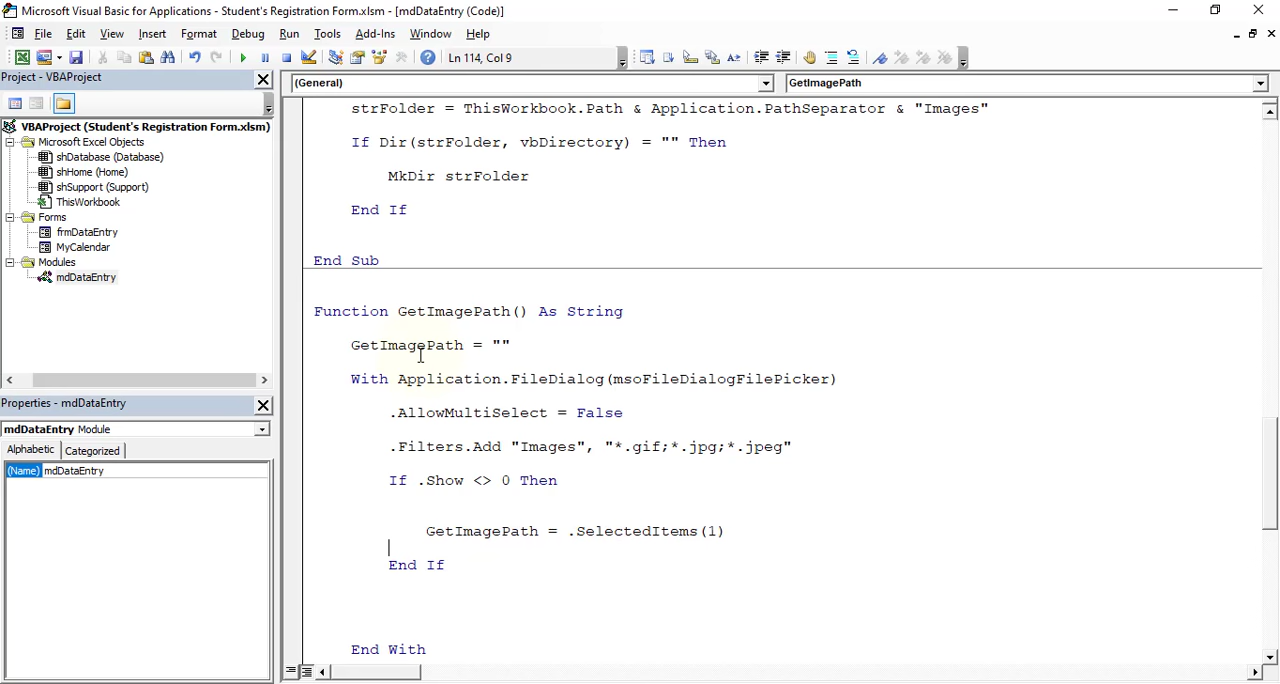 Microsoft Visual Basic for Applications - Student's Registration Form.xlsm - [mdDataEntry (Code)]
File Edit View Insert Format Debug Run Tools Add-Ins Window Help
Ln 114, Col 9
Project - VBAProject
(General)
GetImagePath
VBAProject (Student's Registration Form.xlsm)
Microsoft Excel Objects
shDatabase (Database)
shHome (Home)
shSupport (Support)
ThisWorkbook
Forms
frmDataEntry
MyCalendar
Modules
mdDataEntry
Properties - mdDataEntry
mdDataEntry Module
Alphabetic Categorized
(Name) mdDataEntry
strFolder = ThisWorkbook.Path & Application.PathSeparator & "Images"
If Dir(strFolder, vbDirectory) = "" Then
MkDir strFolder
End If
End Sub
Function GetImagePath() As String
GetImagePath = ""
With Application.FileDialog(msoFileDialogFilePicker)
.AllowMultiSelect = False
.Filters.Add "Images", "*.gif;*.jpg;*.jpeg"
If .Show <> 0 Then
GetImagePath = .SelectedItems(1)
End If
End With